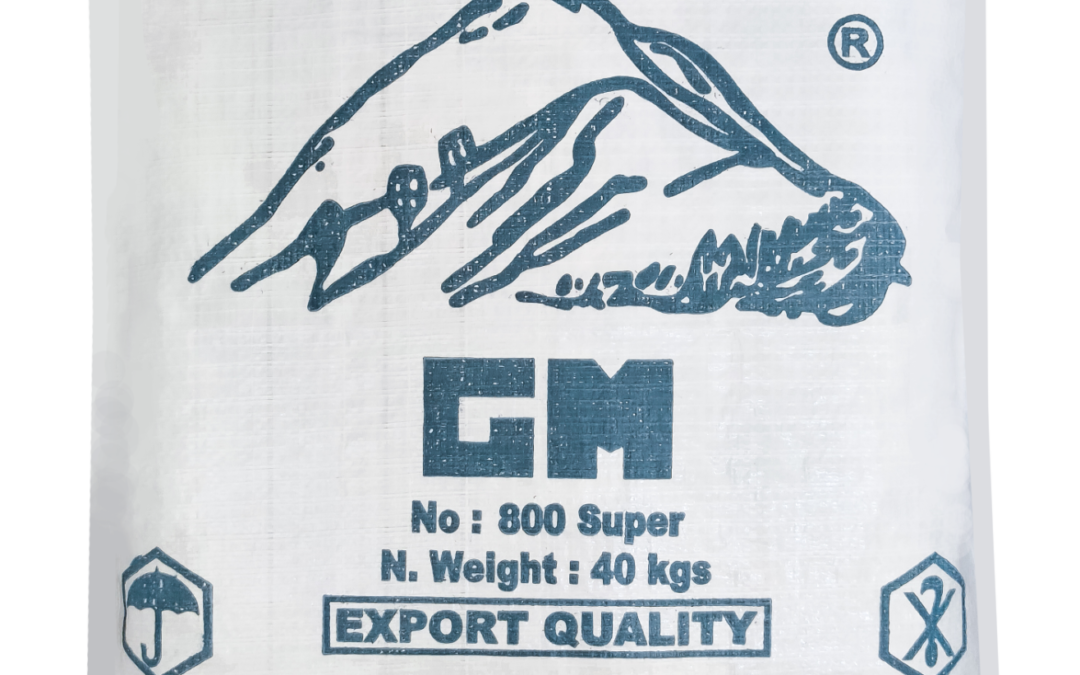 ®
GM
No : 800 Super
N. Weight : 40 kgs
EXPORT QUALITY